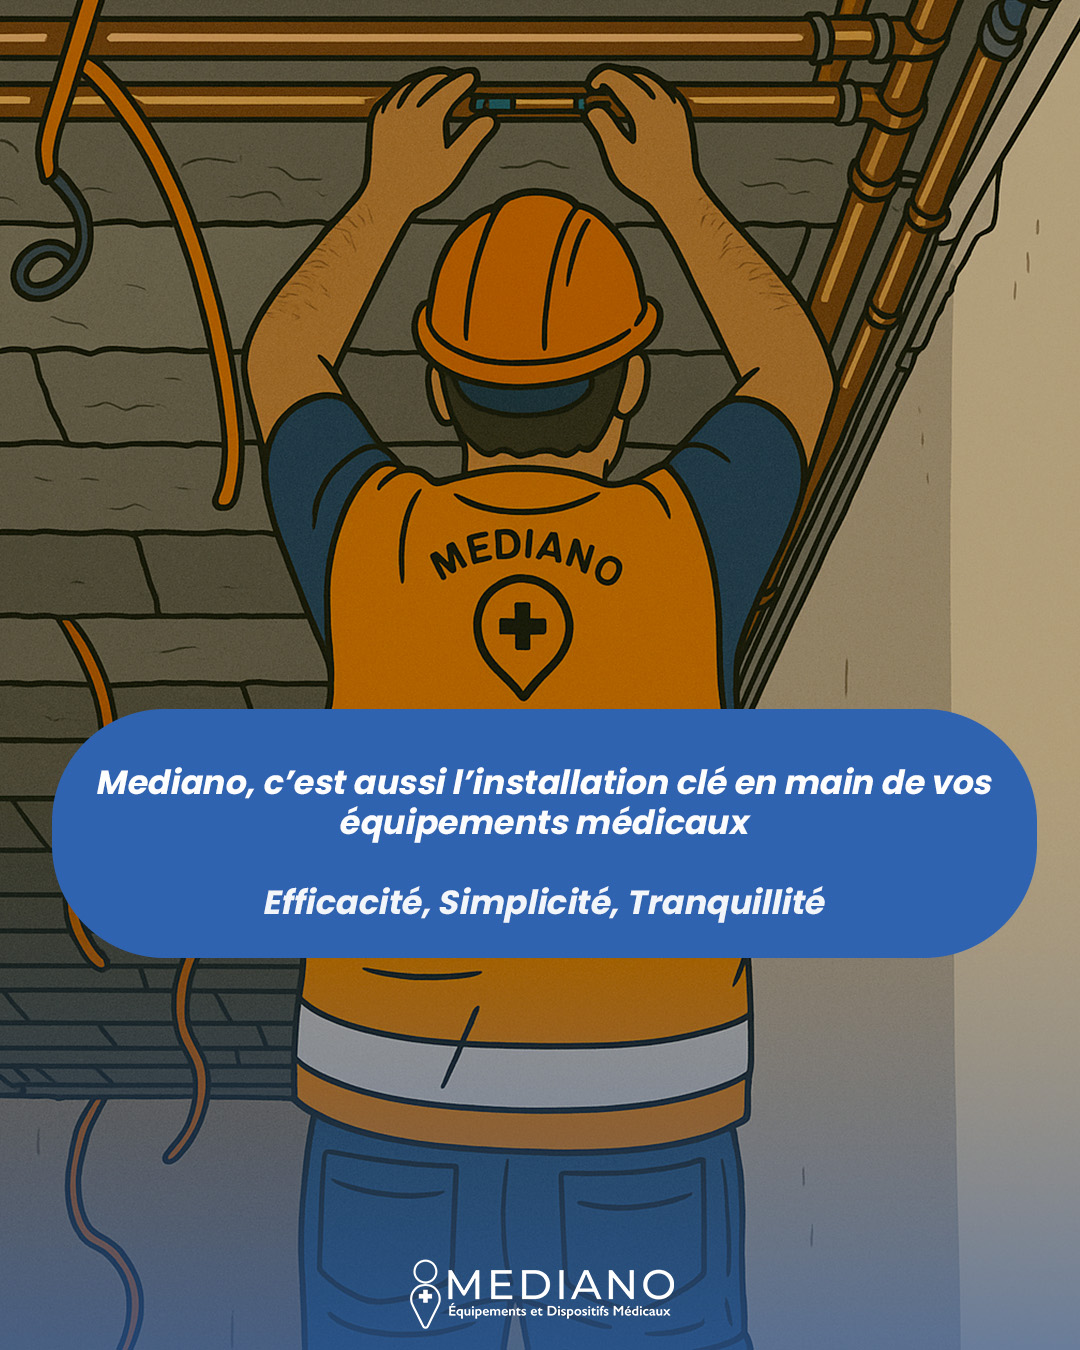 MEDIANO
Mediano, c’est aussi l’installation clé en main de vos
équipements médicaux
Efficacité, Simplicité, Tranquillité
MEDIANO
Équipements et Dispositifs Médicaux